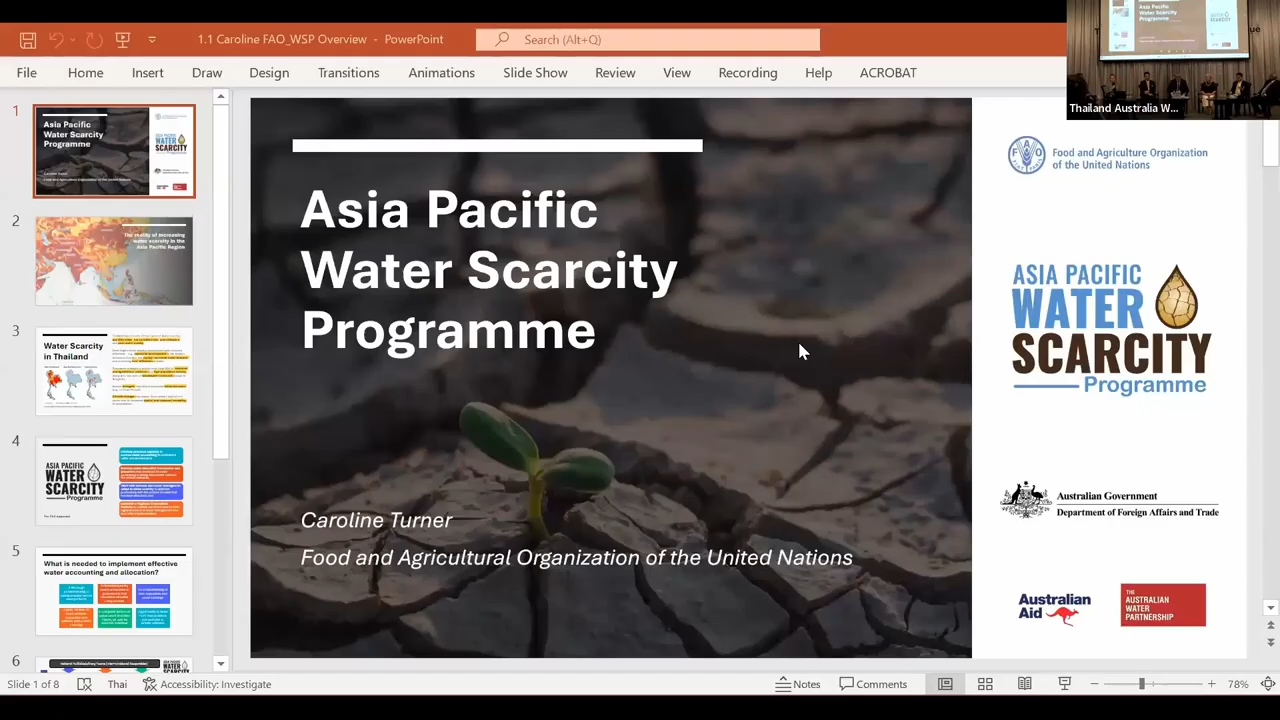 1.1 Caroline FAO_WSP Overview - PowerPoint
Search (Alt+Q)
File Home Insert Draw Design Transitions Animations Slide Show Review View Recording Help ACROBAT
Thailand Australia W...
1
Asia Pacific
Water Scarcity
Programme
2
The reality of increasing
water scarcity in the
Asia Pacific Region
3
Water Scarcity
in Thailand
4
ASIA PACIFIC
WATER
SCARCITY
Programme
5
What is needed to implement effective
water accounting and allocation?
6
Asia Pacific
Water Scarcity
Programme
Caroline Turner
Food and Agricultural Organization of the United Nations
Food and Agriculture Organization
of the United Nations
ASIA PACIFIC
WATER
SCARCITY
Programme
Australian Government
Department of Foreign Affairs and Trade
Australian
Aid
THE
AUSTRALIAN
WATER
PARTNERSHIP
Slide 1 of 8 Thai Accessibility: Investigate Notes Comments 78%